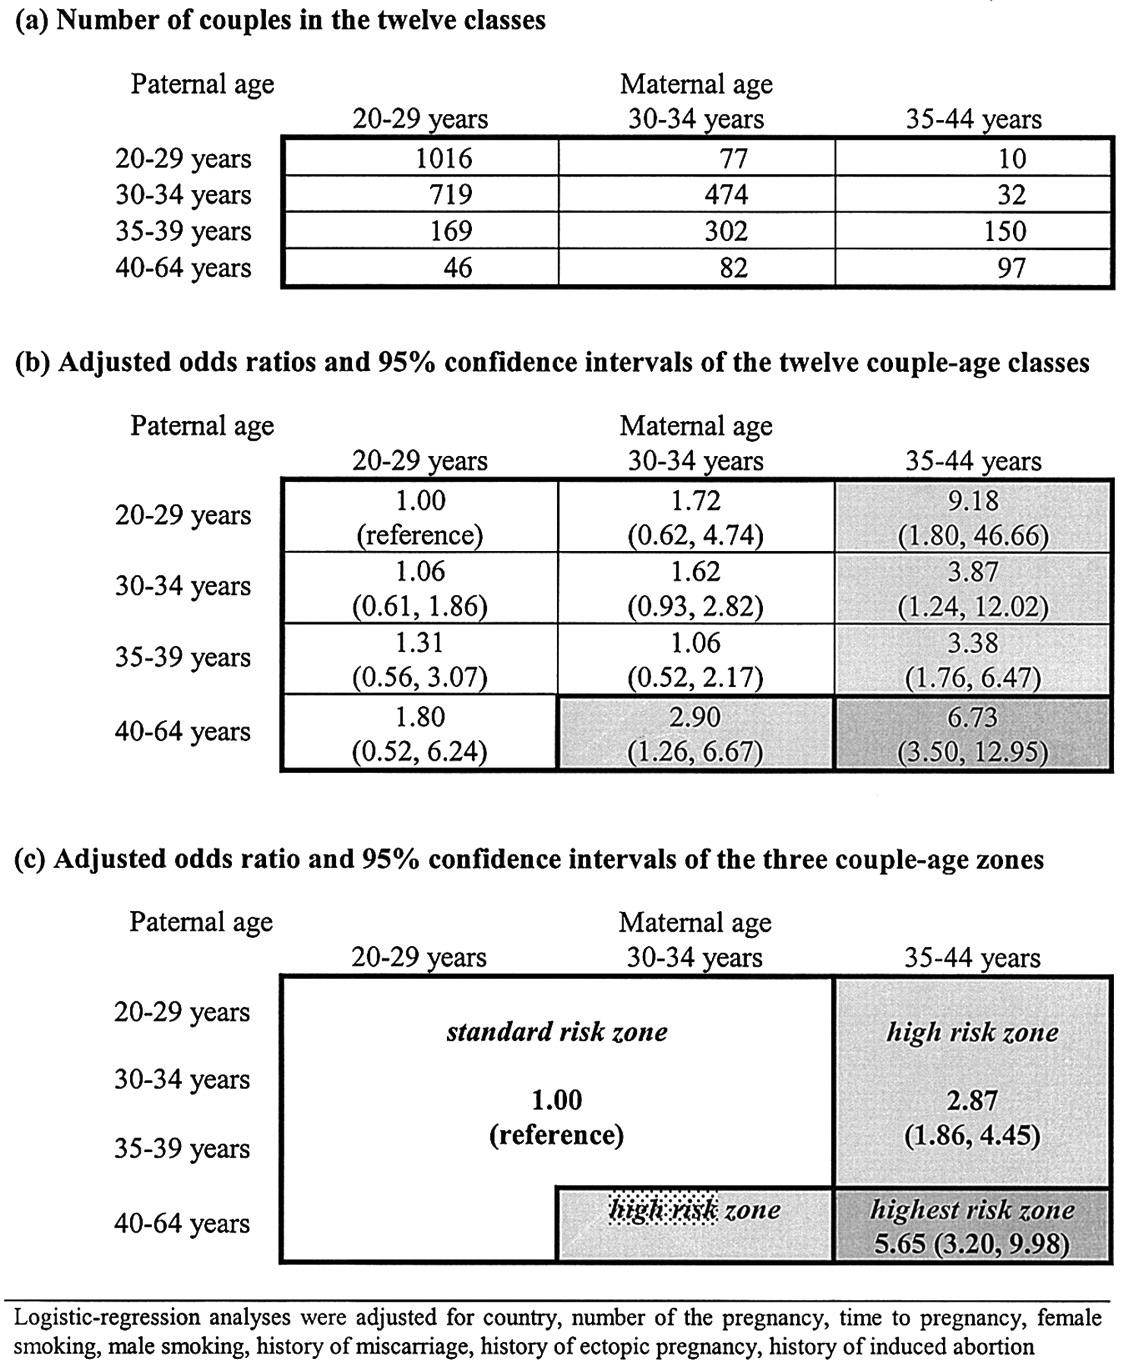 (a) Number of couples in the twelve classes
Paternal age Maternal age
20-29 years 30-34 years 35-44 years
20-29 years 1016 77 10
30-34 years 719 474 32
35-39 years 169 302 150
40-64 years 46 82 97
(b) Adjusted odds ratios and 95% confidence intervals of the twelve couple-age classes
Paternal age Maternal age
20-29 years 30-34 years 35-44 years
20-29 years 1.00 1.72 9.18
(reference) (0.62, 4.74) (1.80, 46.66)
30-34 years 1.06 1.62 3.87
(0.61, 1.86) (0.93, 2.82) (1.24, 12.02)
35-39 years 1.31 1.06 3.38
(0.56, 3.07) (0.52, 2.17) (1.76, 6.47)
40-64 years 1.80 2.90 6.73
(0.52, 6.24) (1.26, 6.67) (3.50, 12.95)
(c) Adjusted odds ratio and 95% confidence intervals of the three couple-age zones
Paternal age Maternal age
20-29 years 30-34 years 35-44 years
20-29 years
standard risk zone high risk zone
30-34 years
1.00 2.87
(reference) (1.86, 4.45)
35-39 years
40-64 years high risk zone highest risk zone
5.65 (3.20, 9.98)
Logistic-regression analyses were adjusted for country, number of the pregnancy, time to pregnancy, female
smoking, male smoking, history of miscarriage, history of ectopic pregnancy, history of induced abortion